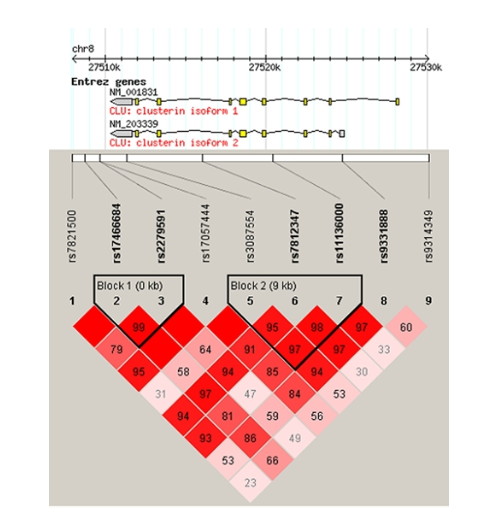 chr8
27510k 27520k 27530k
Entrez genes
NM_001831
CLU: clusterin isoform 1
NM_203339
CLU: clusterin isoform 2
rs7821500 rs17466684 rs2279591 rs17057444 rs3087554 rs7812347 rs11136000 rs9331888 rs9314349
Block 1 (0 kb) Block 2 (9 kb)
1 2 3 4 5 6 7 8 9
99 95 98 97 60
79 64 91 97 97 33
95 58 94 85 94 30
31 97 47 84 53
94 81 59 56
93 86 49
53 66
23